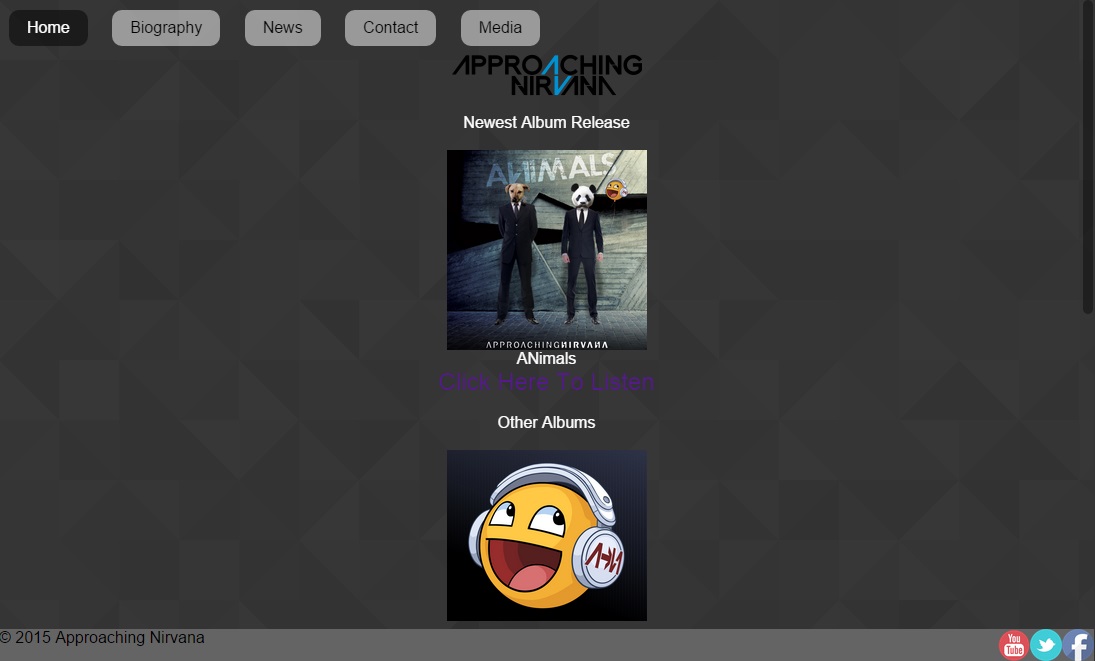 Home Biography News Contact Media
APPROACHING
NIRVANA
Newest Album Release
ANIMALS
APPROACHINGNIRVANA
ANimals
Click Here To Listen
Other Albums
© 2015 Approaching Nirvana
You
Tube
f